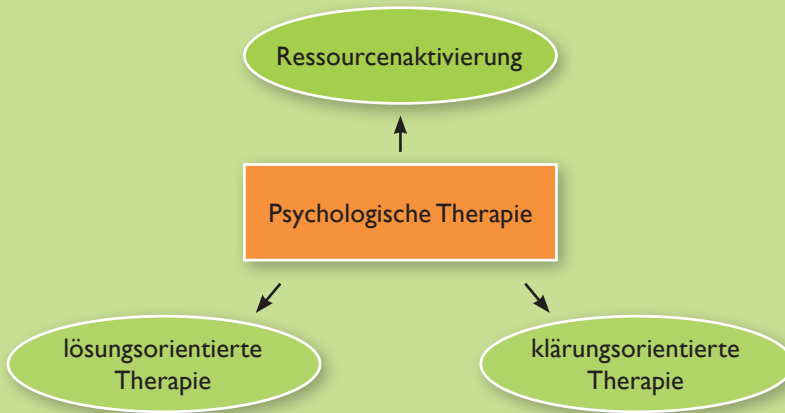 Ressourcenaktivierung
Psychologische Therapie
lösungsorientierte
Therapie
klärungsorientierte
Therapie